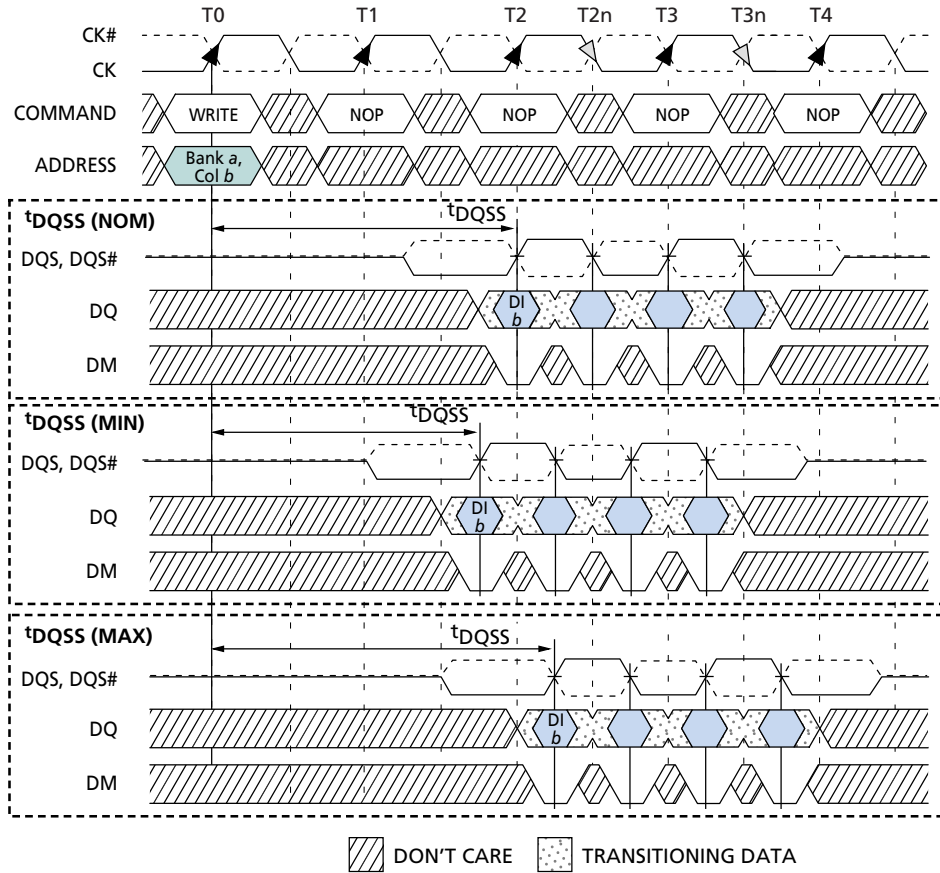 T0 T1 T2 T2n T3 T3n T4
CK#
CK
COMMAND WRITE NOP NOP NOP NOP
ADDRESS Bank a,
Col b
tDQSS (NOM) tDQSS
DQS, DQS#
DQ DI
b
DM
tDQSS (MIN) tDQSS
DQS, DQS#
DQ DI
b
DM
tDQSS (MAX) tDQSS
DQS, DQS#
DQ DI
b
DM
DON'T CARE TRANSITIONING DATA